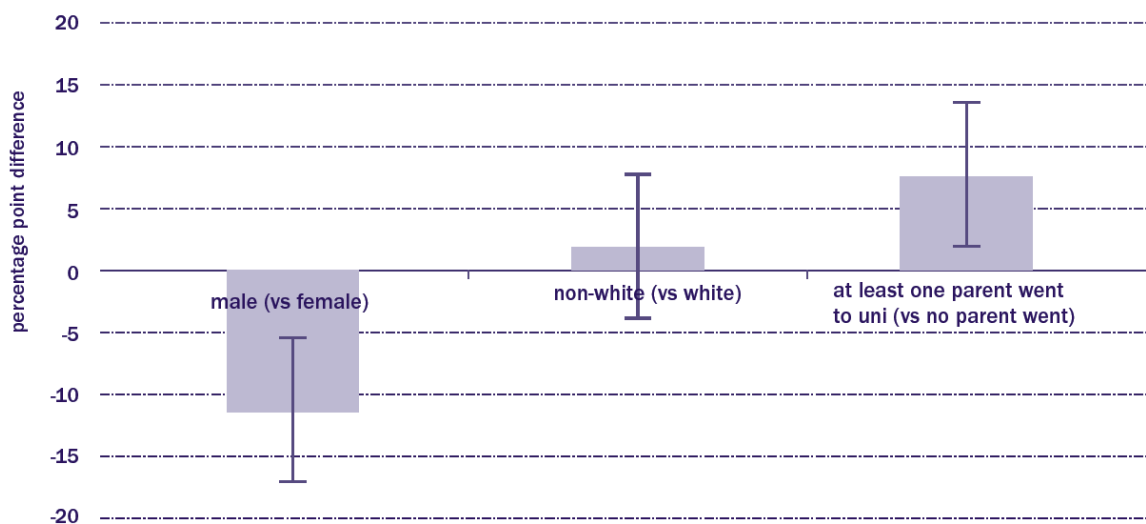 20
15
10
5
0
-5
-10
-15
-20
percentage point difference
male (vs female)
non-white (vs white)
at least one parent went
to uni (vs no parent went)